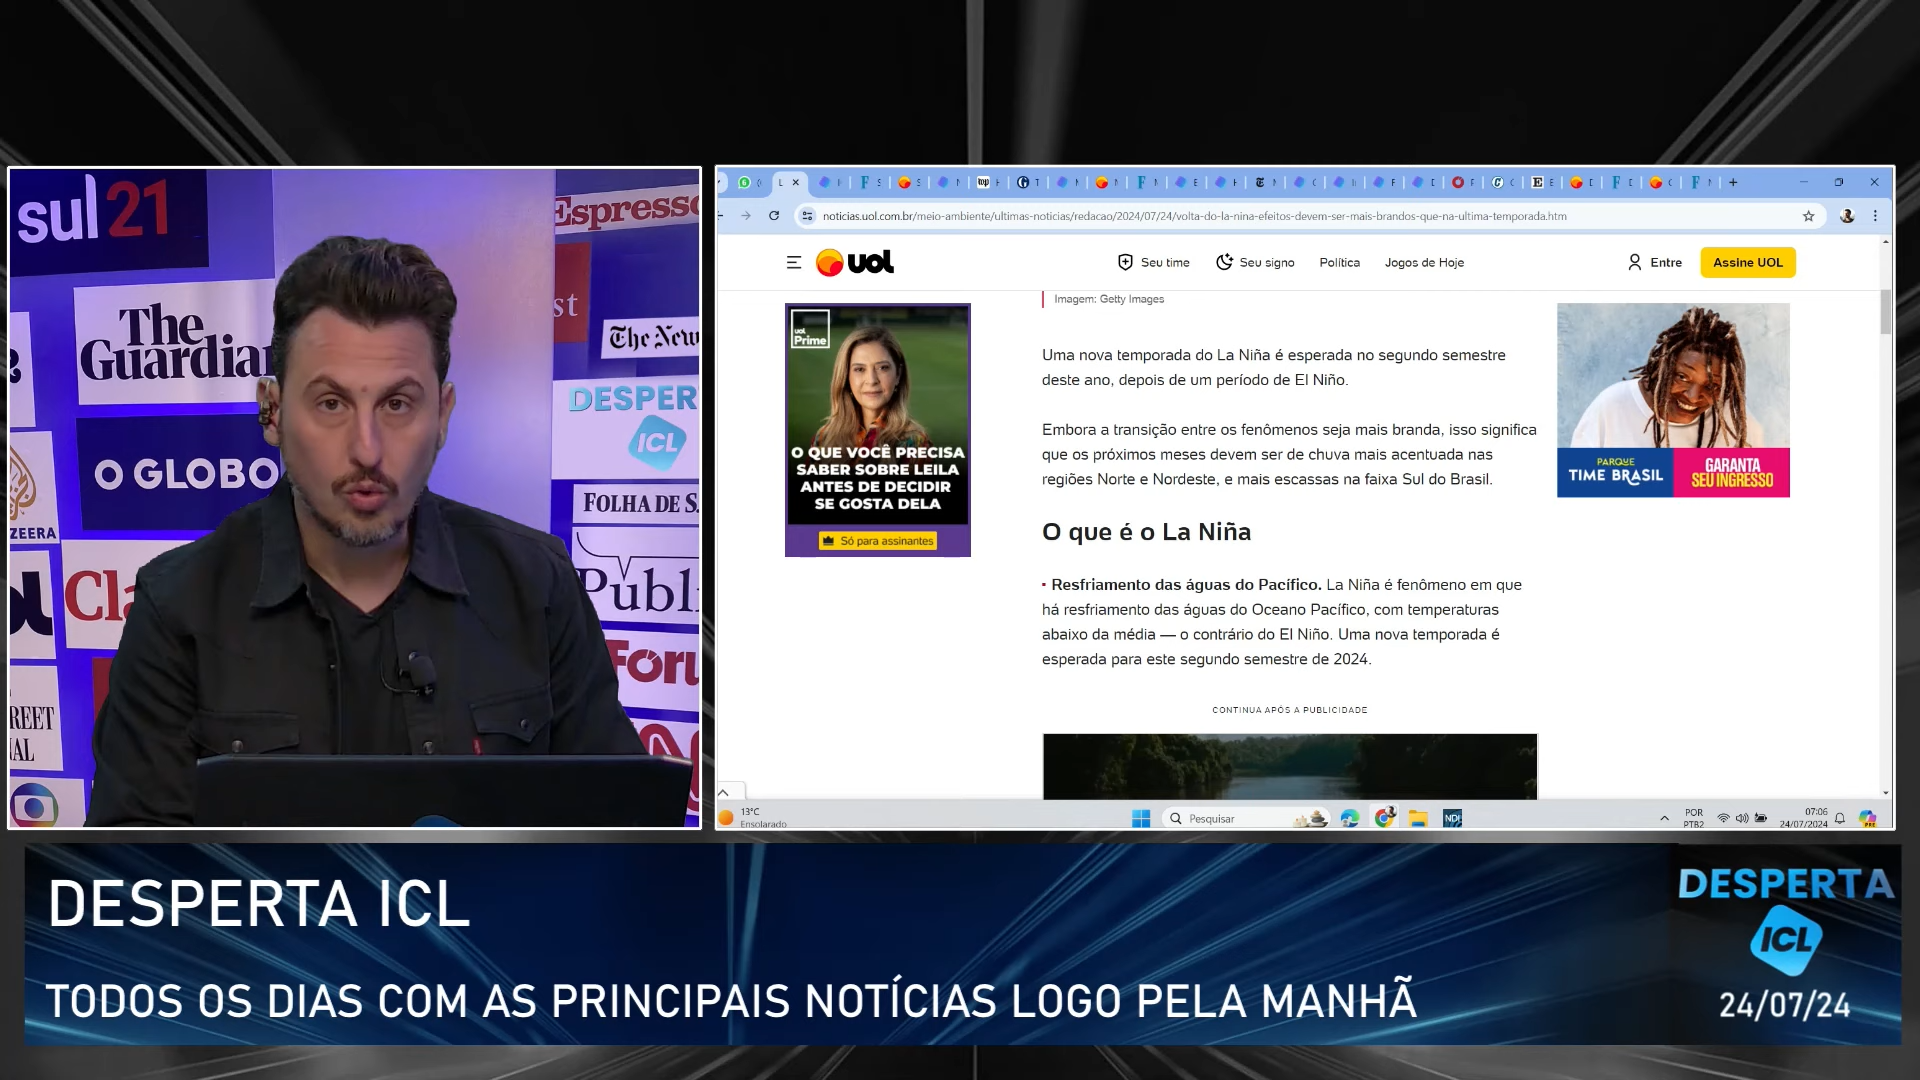 sul21
Espresso
The
Guardia
st
The New
DESPER
ICL
O GLOBO
FOLHA DE S.
ZEERA
Cla
Publi
Fóru
REET
AL
noticias.uol.com.br/meio-ambiente/ultimas-noticias/redacao/2024/07/24/volta-do-la-nina-efeitos-devem-ser-mais-brandos-que-na-ultima-temporada.htm
uol
Seu time
Seu signo
Política
Jogos de Hoje
Entre
Assine UOL
Imagem: Getty Images
uol
Prime
O QUE VOCÊ PRECISA
SABER SOBRE LEILA
ANTES DE DECIDIR
SE GOSTA DELA
Só para assinantes
Uma nova temporada do La Niña é esperada no segundo semestre
deste ano, depois de um período de El Niño.
Embora a transição entre os fenômenos seja mais branda, isso significa
que os próximos meses devem ser de chuva mais acentuada nas
regiões Norte e Nordeste, e mais escassas na faixa Sul do Brasil.
O que é o La Niña
Resfriamento das águas do Pacífico. La Niña é fenômeno em que
há resfriamento das águas do Oceano Pacífico, com temperaturas
abaixo da média — o contrário do El Niño. Uma nova temporada é
esperada para este segundo semestre de 2024.
CONTINUA APÓS A PUBLICIDADE
PARQUE
TIME BRASIL
GARANTA
SEU INGRESSO
13°C
Ensolarado
Pesquisar
POR
PTB2
07:06
24/07/2024
DESPERTA ICL
TODOS OS DIAS COM AS PRINCIPAIS NOTÍCIAS LOGO PELA MANHÃ
DESPERTA
ICL
24/07/24